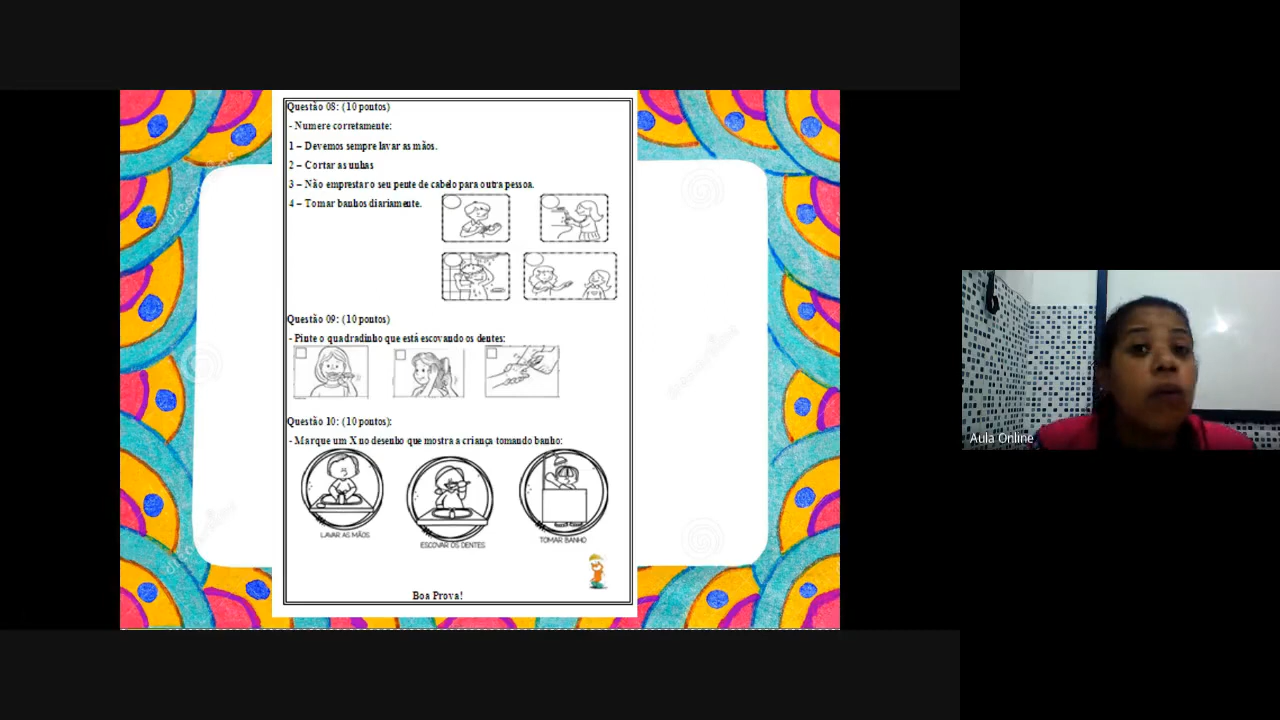 Questão 08: (10 pontos)
- Numere corretamente:
1 – Devemos sempre lavar as mãos.
2 – Cortar as unhas
3 – Não emprestar o seu pente de cabelo para outra pessoa.
4 – Tomar banhos diariamente.
Questão 09: (10 pontos)
- Pinte o quadradinho que está escovando os dentes:
Questão 10: (10 pontos):
- Marque um X no desenho que mostra a criança tomando banho:
LAVAR AS MÃOS
ESCOVAR OS DENTES
TOMAR BANHO
Boa Prova!
Aula Online